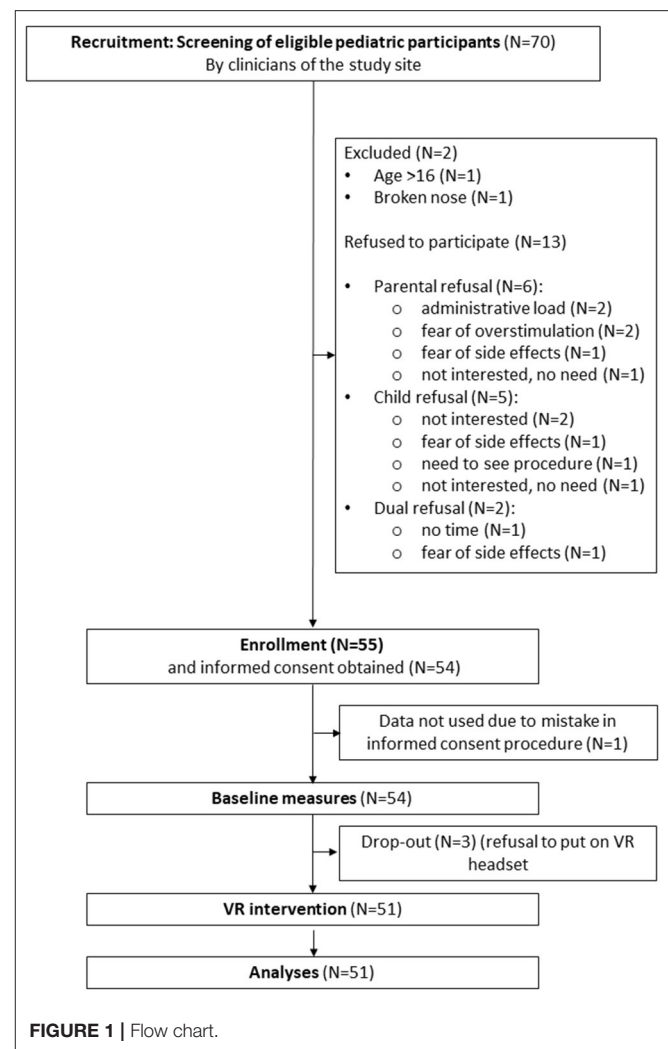 Recruitment: Screening of eligible pediatric participants (N=70)
By clinicians of the study site
Excluded (N=2)
• Age >16 (N=1)
• Broken nose (N=1)
Refused to participate (N=13)
• Parental refusal (N=6):
o administrative load (N=2)
o fear of overstimulation (N=2)
o fear of side effects (N=1)
o not interested, no need (N=1)
• Child refusal (N=5):
o not interested (N=2)
o fear of side effects (N=1)
o need to see procedure (N=1)
o not interested, no need (N=1)
• Dual refusal (N=2):
o no time (N=1)
o fear of side effects (N=1)
Enrollment (N=55)
and informed consent obtained (N=54)
Data not used due to mistake in
informed consent procedure (N=1)
Baseline measures (N=54)
Drop-out (N=3) (refusal to put on VR
headset
VR intervention (N=51)
Analyses (N=51)
FIGURE 1 | Flow chart.